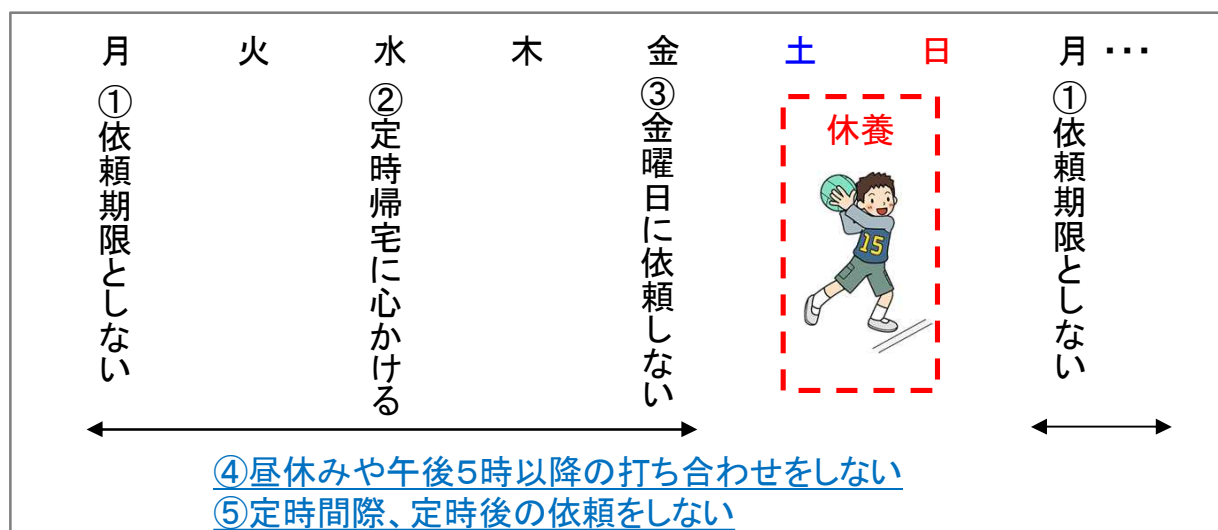 月 火 水 木 金 土 日 月 ・・・
①依頼期限としない
②定時帰宅に心かける
③金曜日に依頼しない
休養
15
①依頼期限としない
④昼休みや午後5時以降の打ち合わせをしない
⑤定時間際、定時後の依頼をしない